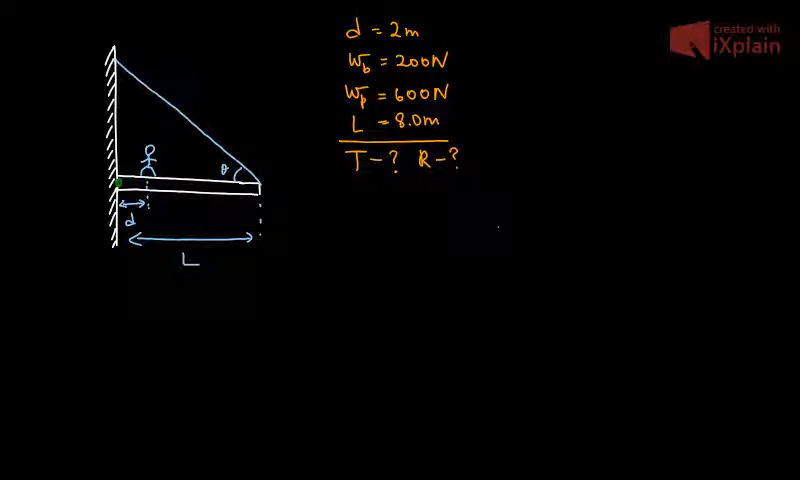 d = 2m
W_b = 200N
W_p = 600N
L = 8.0m
T - ? R - ?
θ
d
L
created with
iXplain